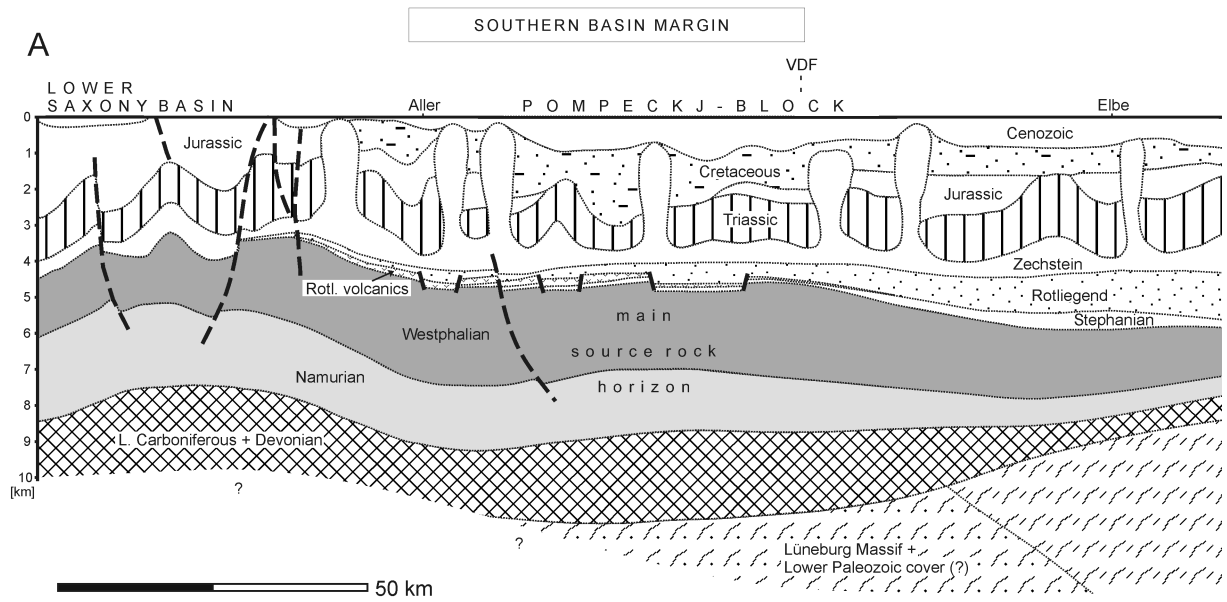 SOUTHERN BASIN MARGIN
A
VDF
LOWER
SAXONY BASIN
Aller
POMPECKJ-BLOCK
Elbe
0
Cenozoic
Jurassic
1
Cretaceous
2
Jurassic
Triassic
3
4
Zechstein
Rotl. volcanics
Rotliegend
5
main
Stephanian
Westphalian
6
source rock
7
Namurian
horizon
8
9
L. Carboniferous + Devonian
10
[km]
?
?
Lüneburg Massif +
Lower Paleozoic cover (?)
50 km